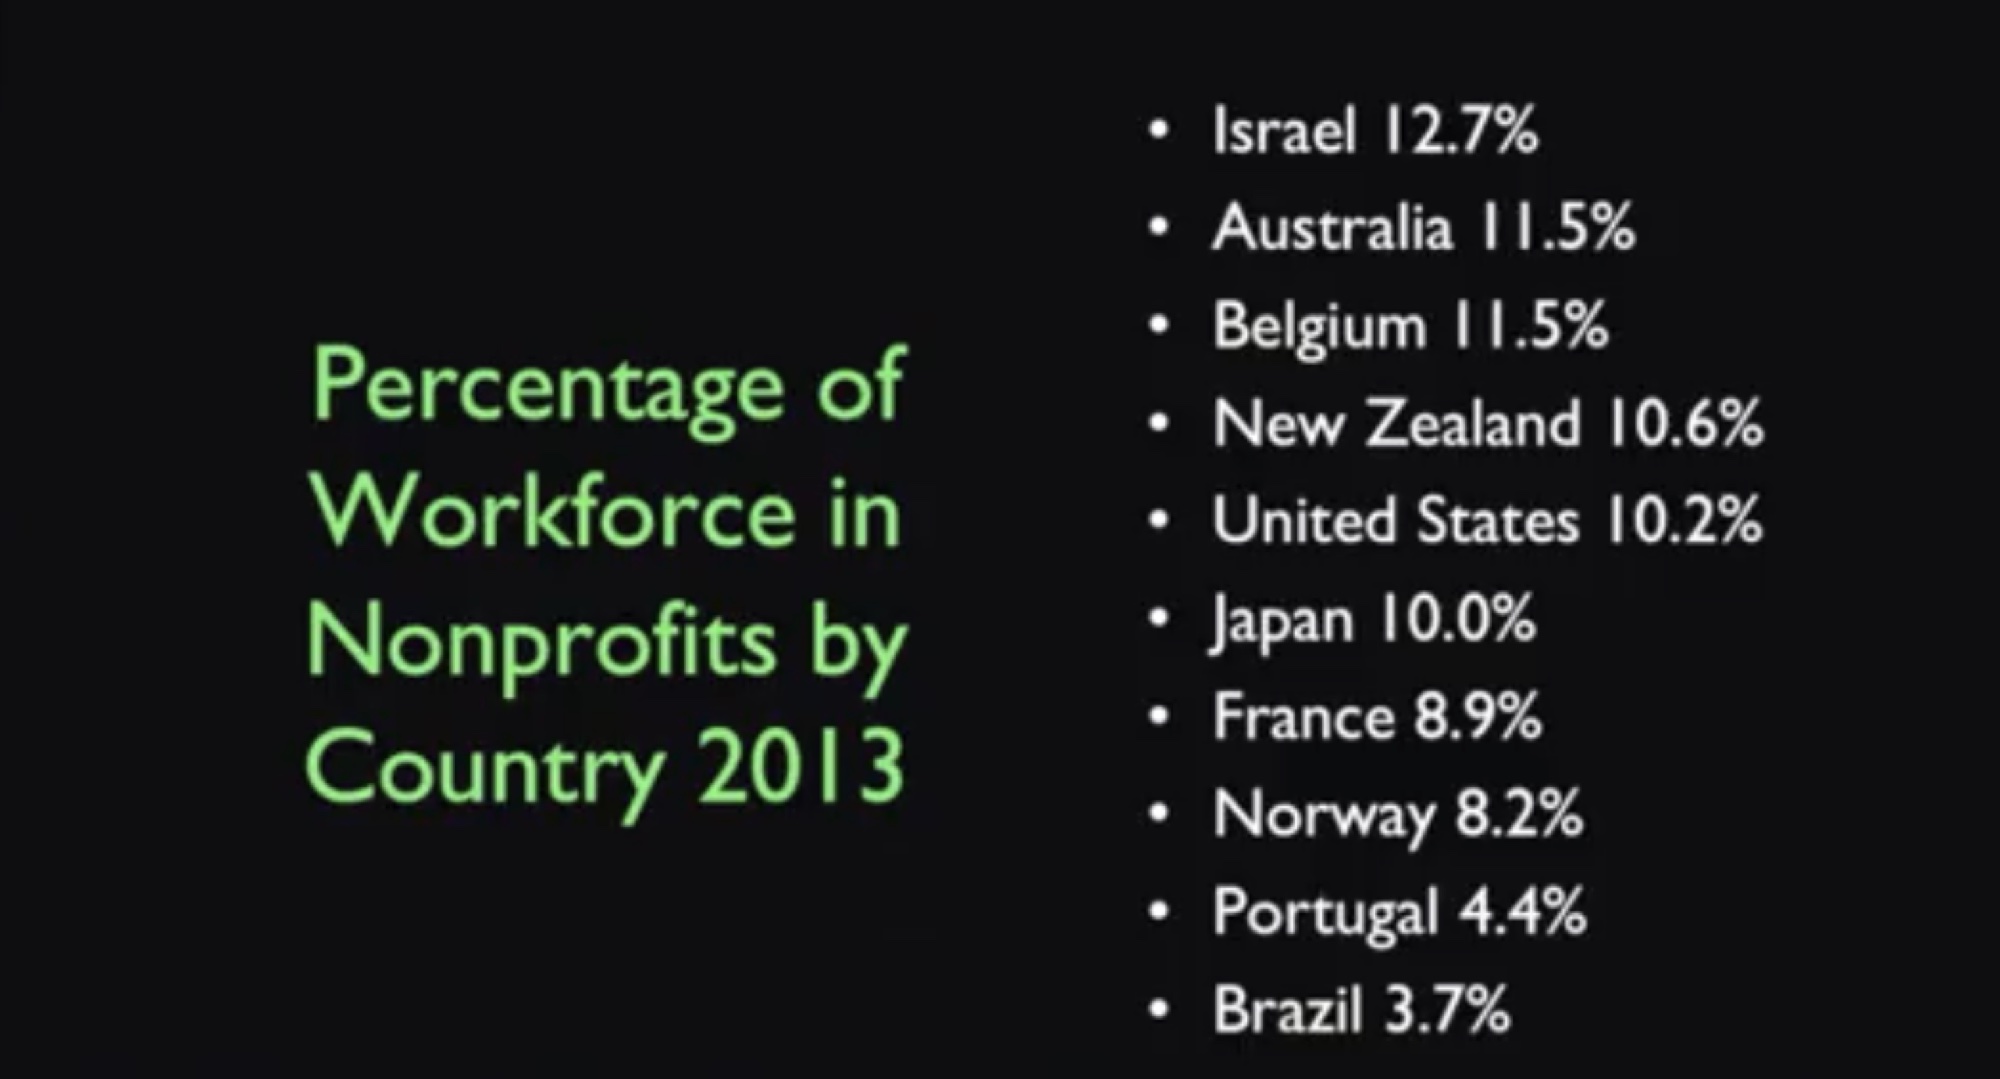 Percentage of
Workforce in
Nonprofits by
Country 2013
• Israel 12.7%
• Australia 11.5%
• Belgium 11.5%
• New Zealand 10.6%
• United States 10.2%
• Japan 10.0%
• France 8.9%
• Norway 8.2%
• Portugal 4.4%
• Brazil 3.7%